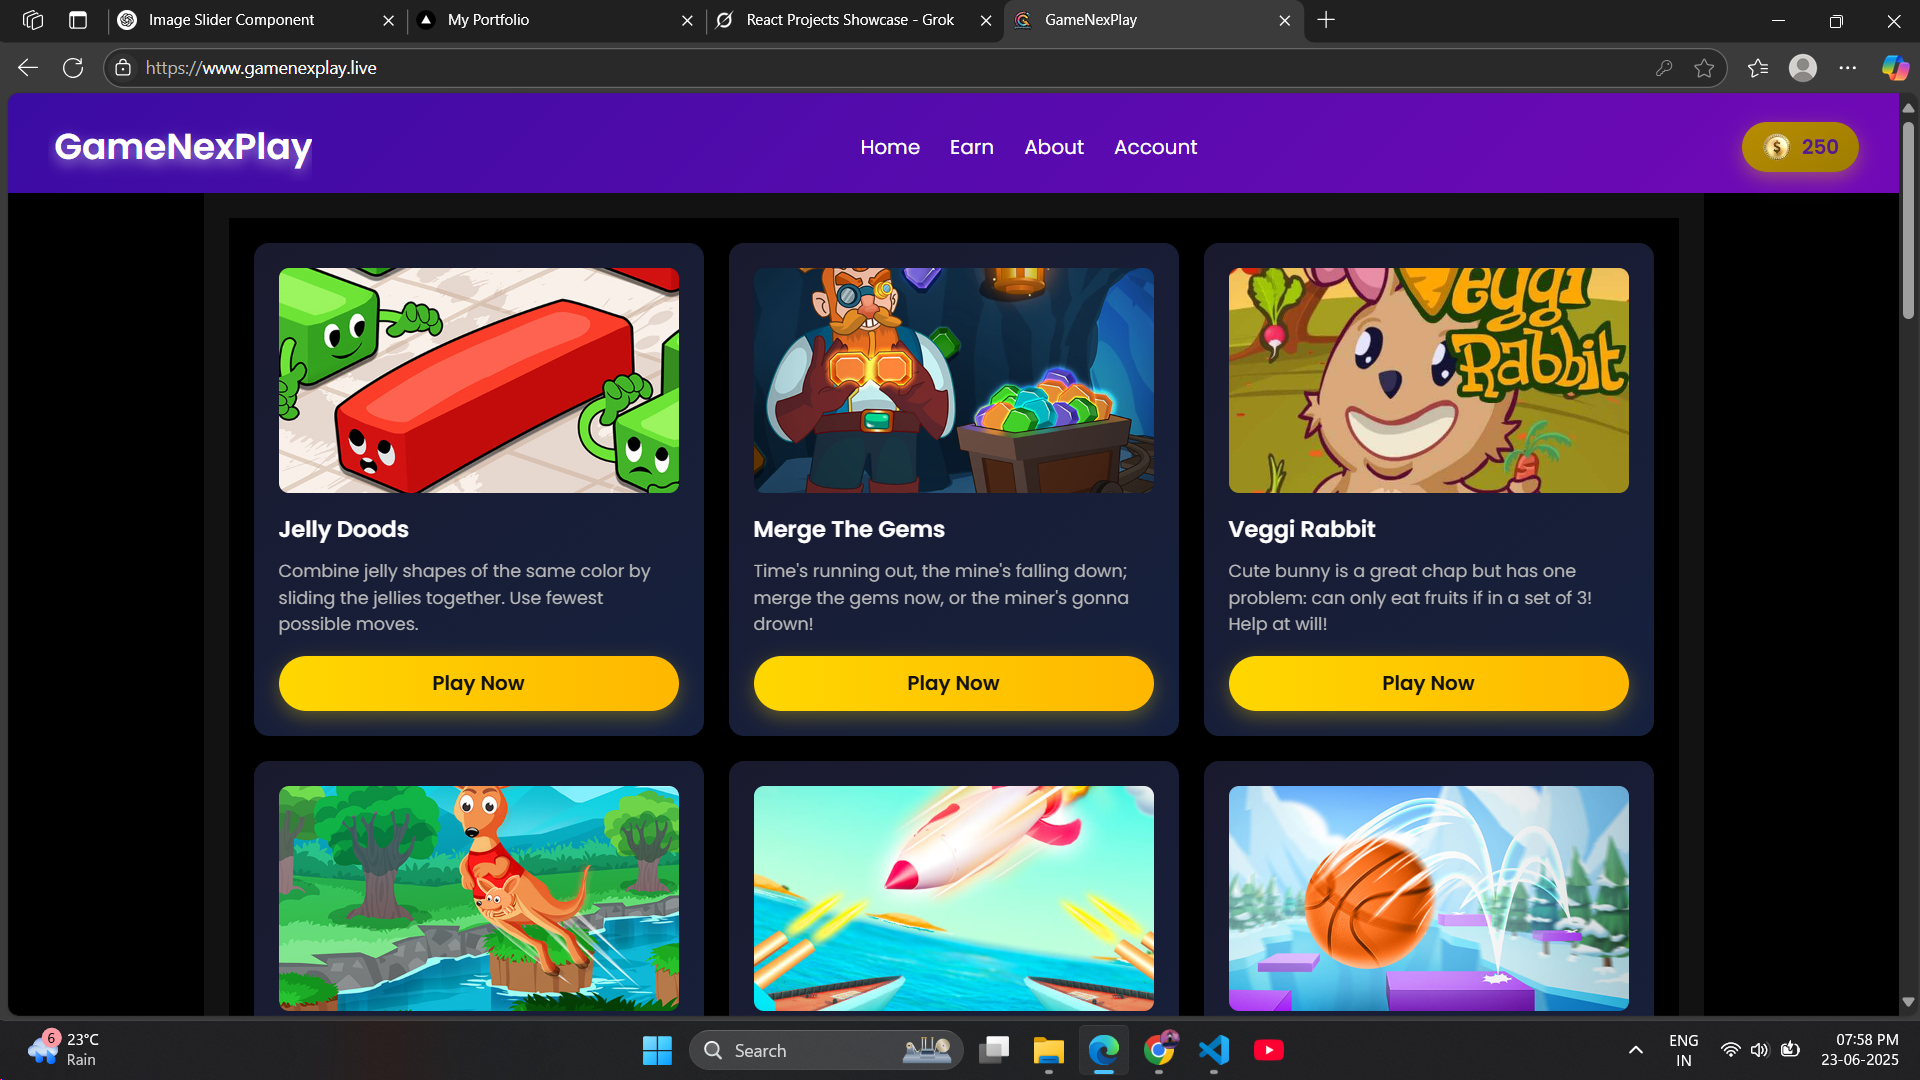 Image Slider Component
My Portfolio
React Projects Showcase - Grok
GameNexPlay
https://www.gamenexplay.live
GameNexPlay
Home
Earn
About
Account
$
250
Veggi
Rabbit
Jelly Doods
Combine jelly shapes of the same color by
sliding the jellies together. Use fewest
possible moves.
Play Now
Merge The Gems
Time's running out, the mine's falling down;
merge the gems now, or the miner's gonna
drown!
Play Now
Veggi Rabbit
Cute bunny is a great chap but has one
problem: can only eat fruits if in a set of 3!
Help at will!
Play Now
6
23°C
Rain
Search
ENG
IN
07:58 PM
23-06-2025